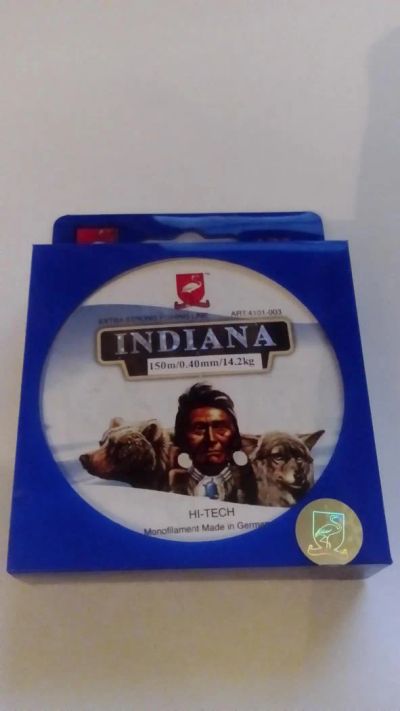 ™
EXTRA STRONG FISHING LINE ART.4101-003
INDIANA
150m/0.40mm/14.2kg
HI-TECH
Monofilament Made in German